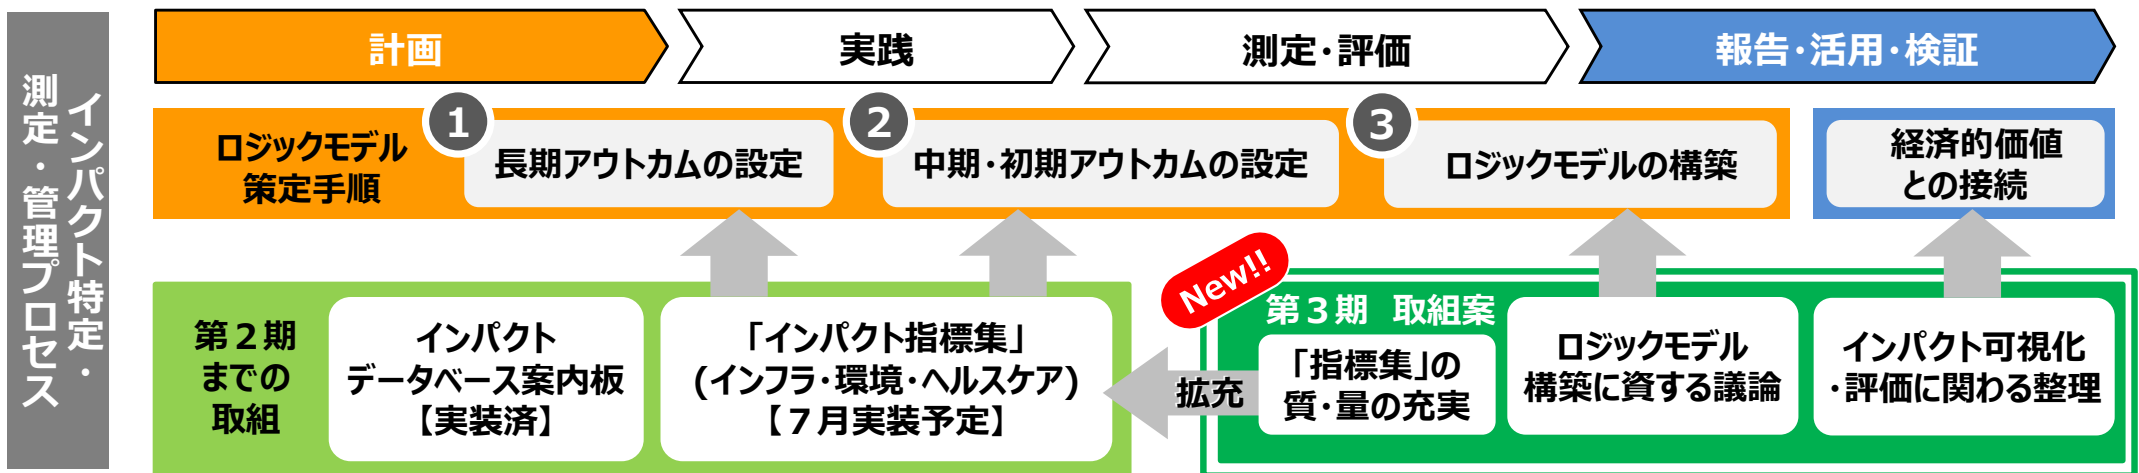 インパクト特定・
測定・管理プロセス
計画
実践
測定・評価
報告・活用・検証
ロジックモデル
策定手順
1
長期アウトカムの設定
2
中期・初期アウトカムの設定
3
ロジックモデルの構築
経済的価値
との接続
第２期
までの
取組
インパクト
データベース案内板
【実装済】
「インパクト指標集」
(インフラ・環境・ヘルスケア)
【７月実装予定】
New!!
拡充
第３期　取組案
「指標集」の
質・量の充実
ロジックモデル
構築に資する議論
インパクト可視化
・評価に関わる整理